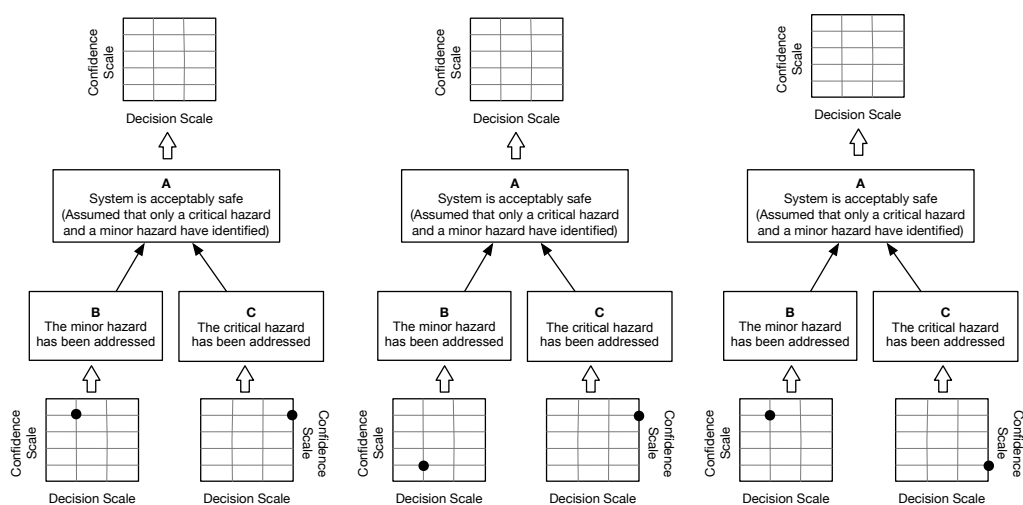 Confidence
Scale
Decision Scale
A
System is acceptably safe
(Assumed that only a critical hazard
and a minor hazard have identified)
B
The minor hazard
has been addressed
C
The critical hazard
has been addressed
Confidence
Scale
Decision Scale
Confidence
Scale
Decision Scale
Confidence
Scale
Decision Scale
A
System is acceptably safe
(Assumed that only a critical hazard
and a minor hazard have identified)
B
The minor hazard
has been addressed
C
The critical hazard
has been addressed
Confidence
Scale
Decision Scale
Confidence
Scale
Decision Scale
Confidence
Scale
Decision Scale
A
System is acceptably safe
(Assumed that only a critical hazard
and a minor hazard have identified)
B
The minor hazard
has been addressed
C
The critical hazard
has been addressed
Confidence
Scale
Decision Scale
Confidence
Scale
Decision Scale